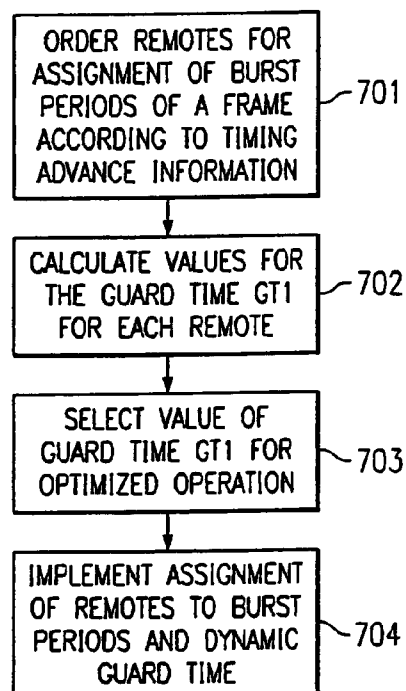 ORDER REMOTES FOR
ASSIGNMENT OF BURST
PERIODS OF A FRAME
ACCORDING TO TIMING
ADVANCE INFORMATION
701
CALCULATE VALUES FOR
THE GUARD TIME GT1
FOR EACH REMOTE
702
SELECT VALUE OF
GUARD TIME GT1 FOR
OPTIMIZED OPERATION
703
IMPLEMENT ASSIGNMENT
OF REMOTES TO BURST
PERIODS AND DYNAMIC
GUARD TIME
704